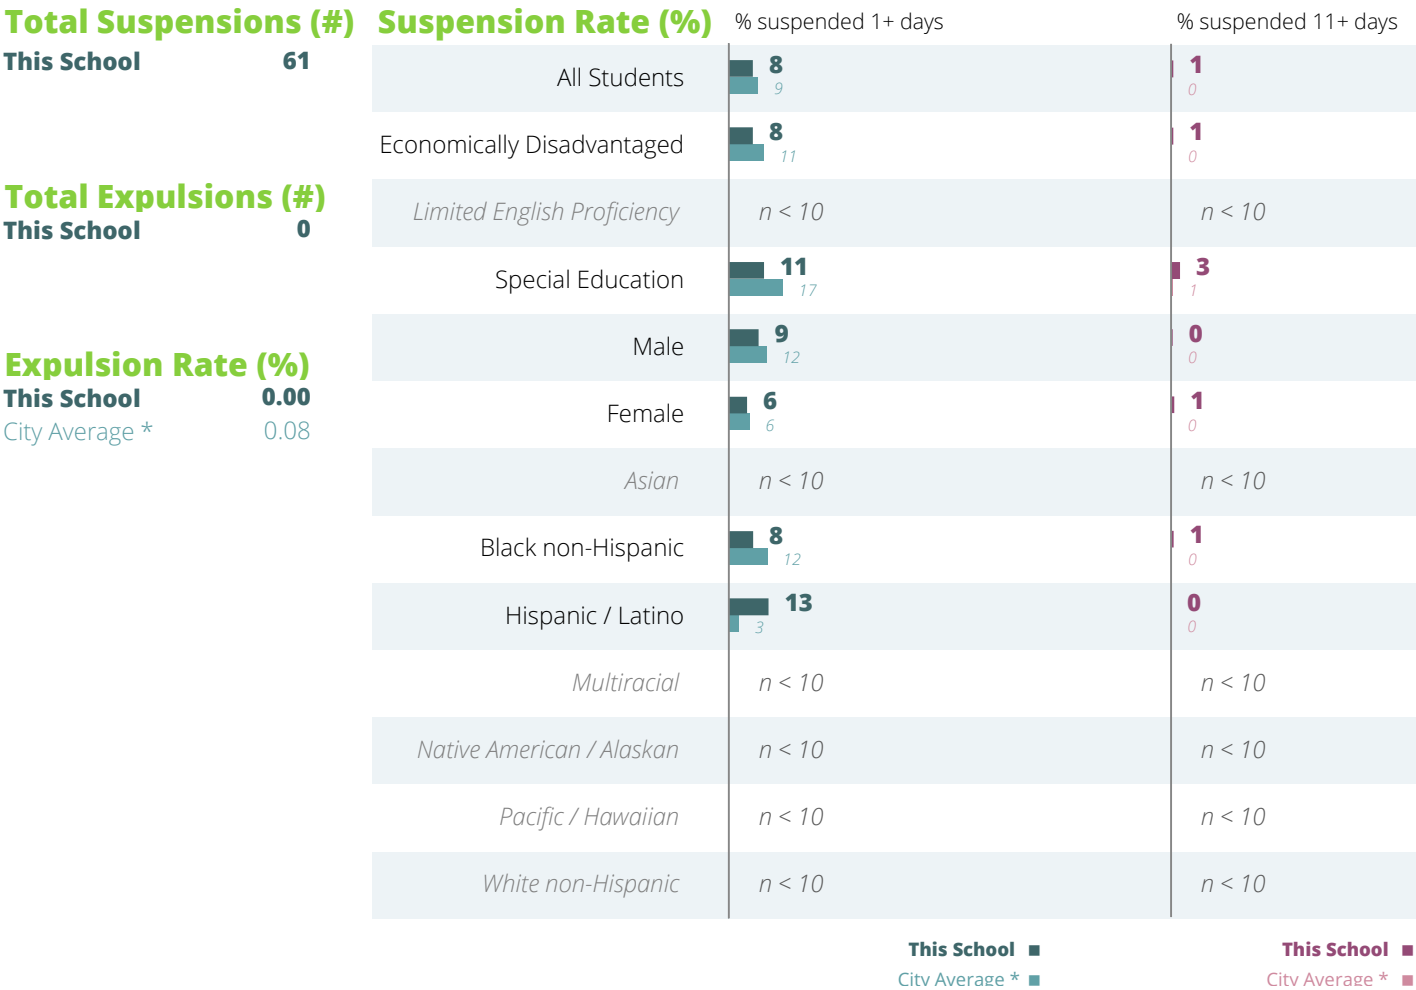 Total Suspensions (#)
This School 61
Total Expulsions (#)
This School 0
Expulsion Rate (%)
This School 0.00
City Average * 0.08
Suspension Rate (%) % suspended 1+ days % suspended 11+ days
All Students 8 1
9 0
Economically Disadvantaged 8 1
11 0
Limited English Proficiency n < 10 n < 10
Special Education 11 3
17 1
Male 9 0
12 0
Female 6 1
6 0
Asian n < 10 n < 10
Black non-Hispanic 8 1
12 0
Hispanic / Latino 13 0
3 0
Multiracial n < 10 n < 10
Native American / Alaskan n < 10 n < 10
Pacific / Hawaiian n < 10 n < 10
White non-Hispanic n < 10 n < 10
This School This School
City Average * City Average *